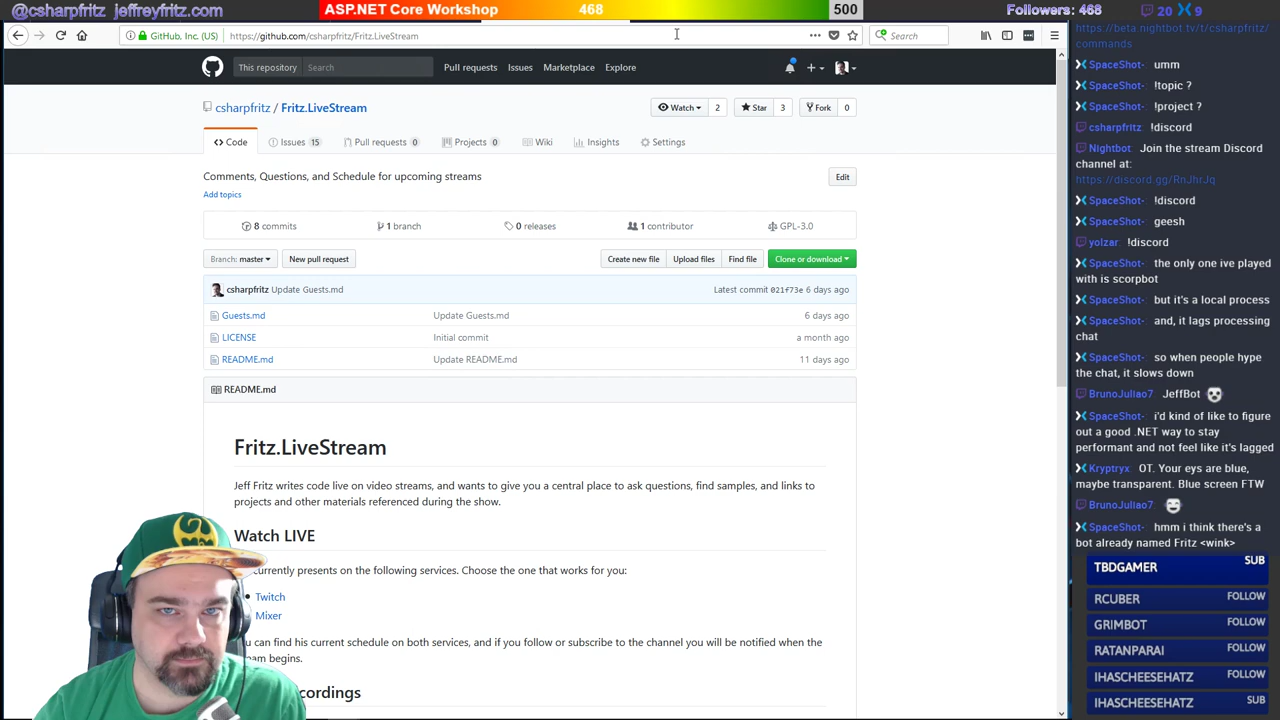 @csharpfritz jeffreyfritz.com
ASP.NET Core Workshop
468
500
Followers: 468
20
9
GitHub, Inc. (US)
https://github.com/csharpfritz/Fritz.LiveStream
Search
This repository
Search
Pull requests
Issues
Marketplace
Explore
csharpfritz / Fritz.LiveStream
Watch
2
Star
3
Fork
0
Code
Issues 15
Pull requests 0
Projects 0
Wiki
Insights
Settings
Comments, Questions, and Schedule for upcoming streams
Edit
Add topics
8 commits
1 branch
0 releases
1 contributor
GPL-3.0
Branch: master
New pull request
Create new file
Upload files
Find file
Clone or download
csharpfritz Update Guests.md
Latest commit 021f73e 6 days ago
Guests.md
Update Guests.md
6 days ago
LICENSE
Initial commit
a month ago
README.md
Update README.md
11 days ago
README.md
Fritz.LiveStream
Jeff Fritz writes code live on video streams, and wants to give you a central place to ask questions, find samples, and links to
projects and other materials referenced during the show.
Watch LIVE
currently presents on the following services. Choose the one that works for you:
Twitch
Mixer
can find his current schedule on both services, and if you follow or subscribe to the channel you will be notified when the
begins.
https://beta.nightbot.tv/t/csharpfritz/
commands
SpaceShot- umm
SpaceShot- !topic ?
SpaceShot- !project ?
csharpfritz !discord
Nightbot Join the stream Discord
channel at:
https://discord.gg/RnJhrJq
SpaceShot- !discord
SpaceShot- geesh
yolzar !discord
SpaceShot- the only one ive played
with is scorpbot
SpaceShot- but it's a local process
SpaceShot- and, it lags processing
chat
SpaceShot- so when people hype
the chat, it slows down
BrunoJuliao7 JeffBot
SpaceShot- i'd kind of like to figure
out a good .NET way to stay
performant and not feel like it's lagged
Kryptryx OT. Your eys are blue,
maybe transparent. Blue screen FTW
BrunoJuliao7
SpaceShot- hmm i think there's a
bot already named Fritz <wink>
TBDGAMER SUB
RCUBER FOLLOW
GRIMBOT FOLLOW
RATANPARAI FOLLOW
IHASCHEESEHATZ FOLLOW
IHASCHEESEHATZ SUB